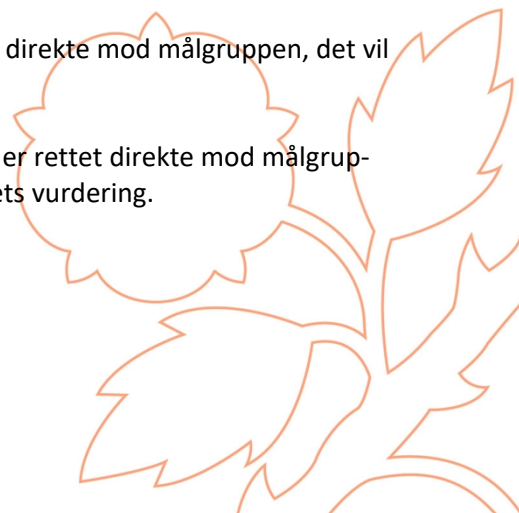 direkte mod målgruppen, det vil
er rettet direkte mod målgrup-
ets vurdering.